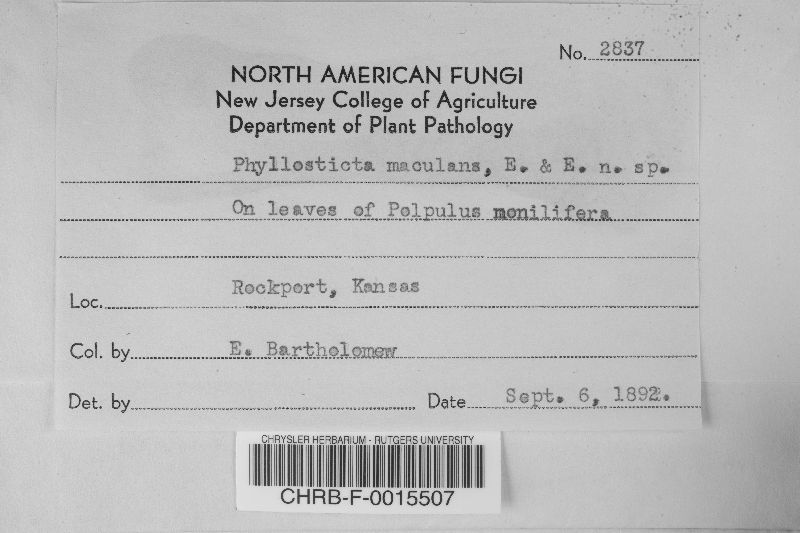 No. 2837
NORTH AMERICAN FUNGI
New Jersey College of Agriculture
Department of Plant Pathology
Phyllosticta maculans, E. & E. n. sp.
On leaves of Polpulus monilifera
Loc. Rockport, Kansas
Col. by E. Bartholomew
Det. by Date Sept. 6, 1892.
CHRYSLER HERBARIUM - RUTGERS UNIVERSITY
CHRB-F-0015507